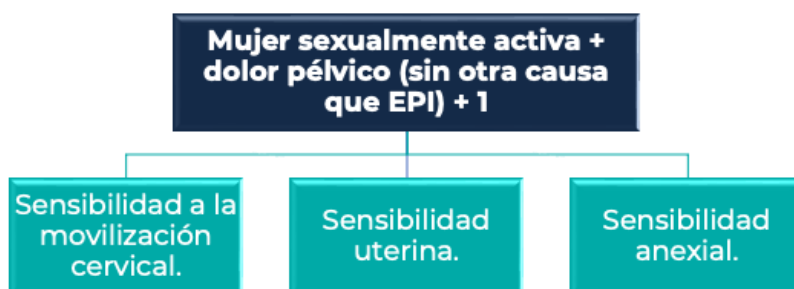 Mujer sexualmente activa +
dolor pélvico (sin otra causa
que EPI) + 1
Sensibilidad a la
movilización
cervical.
Sensibilidad
uterina.
Sensibilidad
anexial.